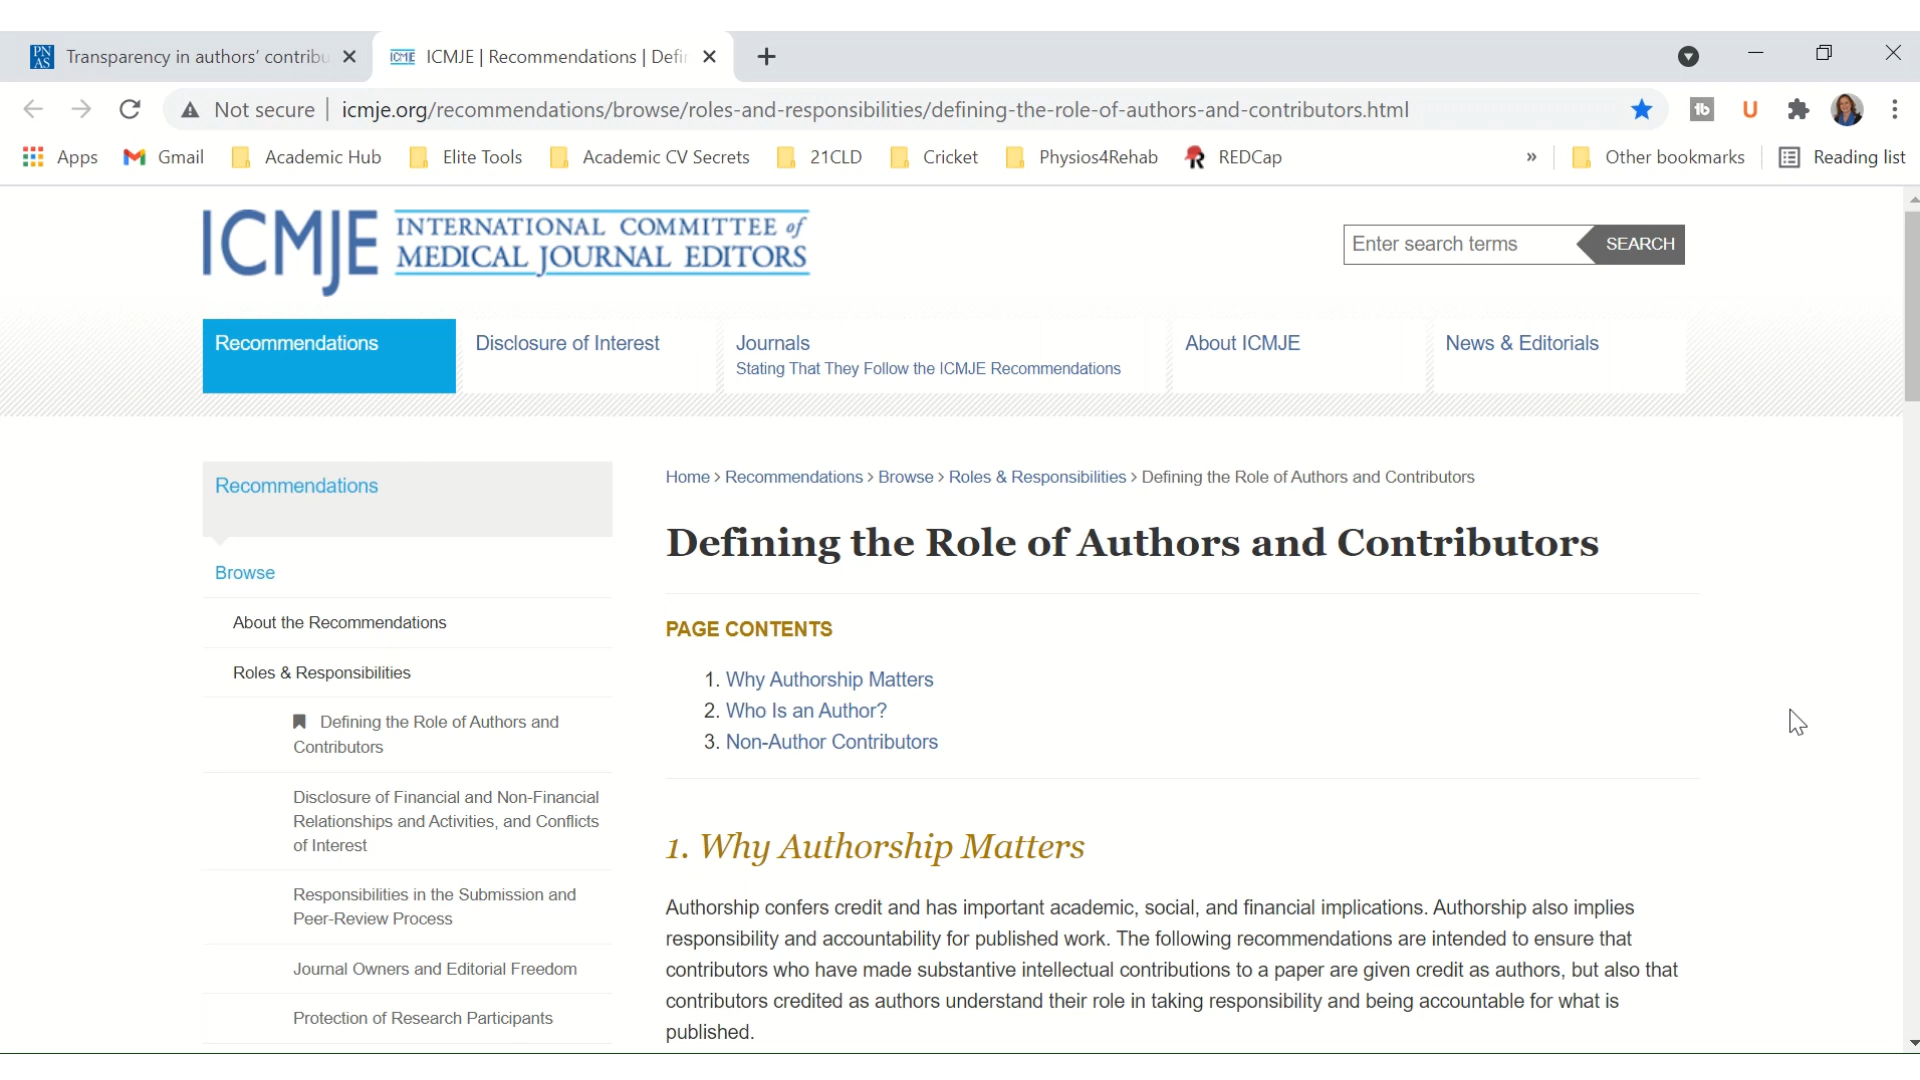 PN
AS
Transparency in authors' contribu
ICMJE
ICMJE | Recommendations | Defin
Not secure
icmje.org/recommendations/browse/roles-and-responsibilities/defining-the-role-of-authors-and-contributors.html
tb
U
Apps
Gmail
Academic Hub
Elite Tools
Academic CV Secrets
21CLD
Cricket
Physios4Rehab
REDCap
»
Other bookmarks
Reading list
ICMJE
INTERNATIONAL COMMITTEE of
MEDICAL JOURNAL EDITORS
Enter search terms
SEARCH
Recommendations
Disclosure of Interest
Journals
Stating That They Follow the ICMJE Recommendations
About ICMJE
News & Editorials
Recommendations
Browse
About the Recommendations
Roles & Responsibilities
Defining the Role of Authors and
Contributors
Disclosure of Financial and Non-Financial
Relationships and Activities, and Conflicts
of Interest
Responsibilities in the Submission and
Peer-Review Process
Journal Owners and Editorial Freedom
Protection of Research Participants
Home > Recommendations > Browse > Roles & Responsibilities > Defining the Role of Authors and Contributors
Defining the Role of Authors and Contributors
PAGE CONTENTS
1. Why Authorship Matters
2. Who Is an Author?
3. Non-Author Contributors
1. Why Authorship Matters
Authorship confers credit and has important academic, social, and financial implications. Authorship also implies
responsibility and accountability for published work. The following recommendations are intended to ensure that
contributors who have made substantive intellectual contributions to a paper are given credit as authors, but also that
contributors credited as authors understand their role in taking responsibility and being accountable for what is
published.